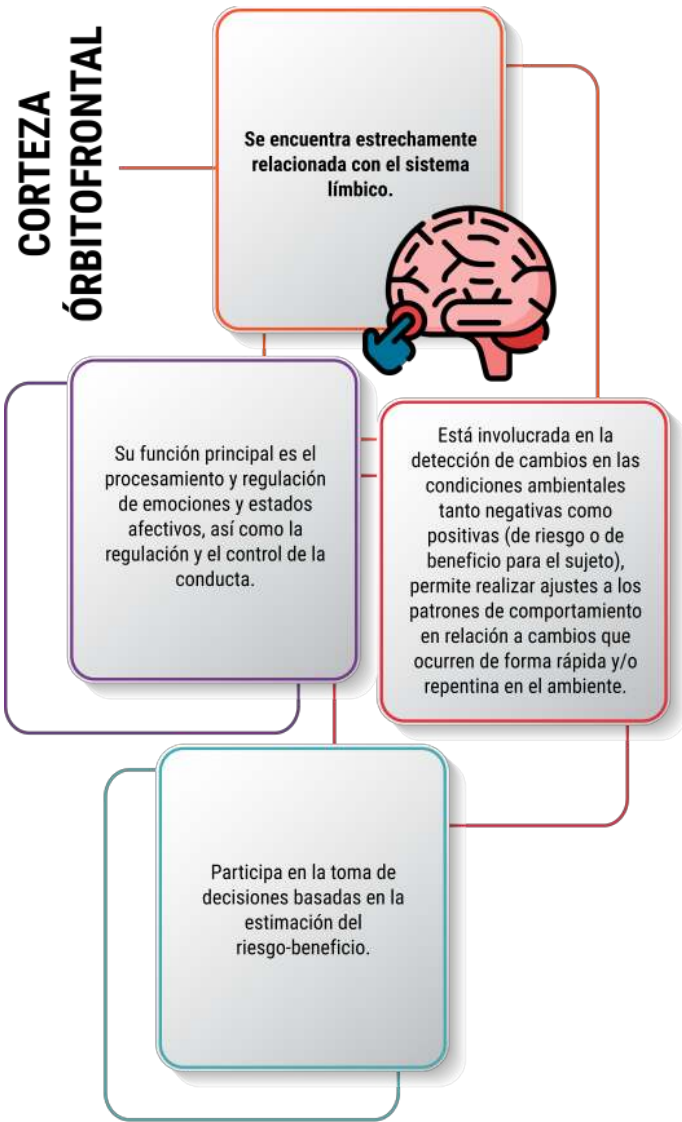 CORTEZA
ÓRBITOFRONTAL
Se encuentra estrechamente
relacionada con el sistema
límbico.
Su función principal es el
procesamiento y regulación
de emociones y estados
afectivos, así como la
regulación y el control de la
conducta.
Está involucrada en la
detección de cambios en las
condiciones ambientales
tanto negativas como
positivas (de riesgo o de
beneficio para el sujeto),
permite realizar ajustes a los
patrones de comportamiento
en relación a cambios que
ocurren de forma rápida y/o
repentina en el ambiente.
Participa en la toma de
decisiones basadas en la
estimación del
riesgo-beneficio.